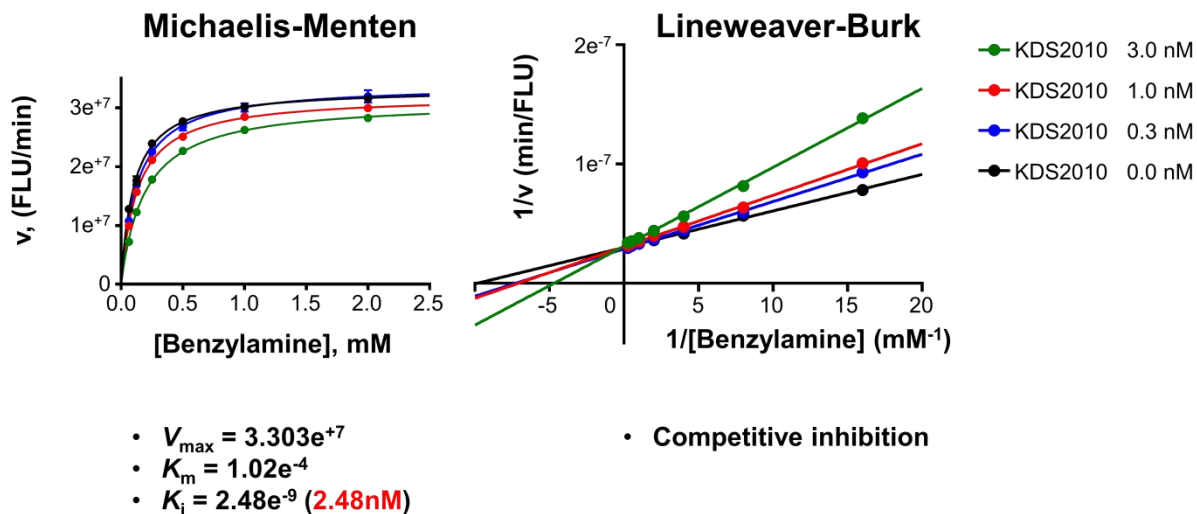 Michaelis-Menten
v, (FLU/min)
3e+7
2e+7
1e+7
0
0.0 0.5 1.0 1.5 2.0 2.5
[Benzylamine], mM
Lineweaver-Burk
1/v (min/FLU)
2e-7
1e-7
-5 0 5 10 15 20
1/[Benzylamine] (mM-1)
KDS2010 3.0 nM
KDS2010 1.0 nM
KDS2010 0.3 nM
KDS2010 0.0 nM
• Vmax = 3.303e+7
• Km = 1.02e-4
• Ki = 2.48e-9 (2.48nM)
• Competitive inhibition